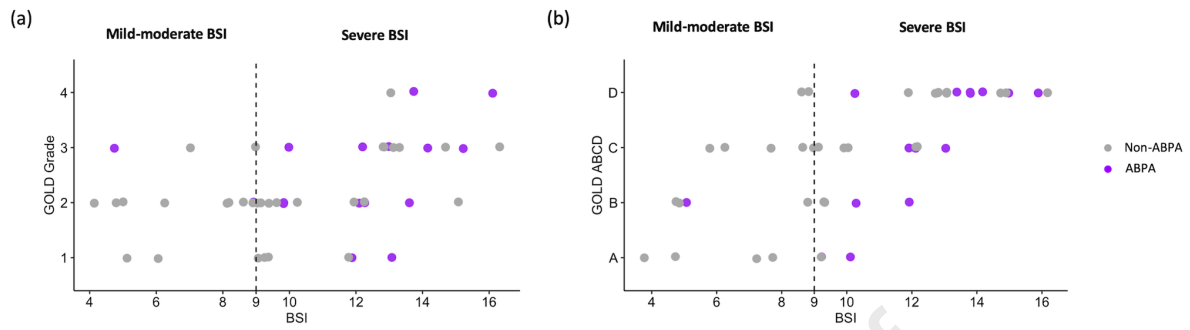 (a)
Mild-moderate BSI
Severe BSI
GOLD Grade
4
3
2
1
4
6
8
9
10
12
14
16
BSI
(b)
Mild-moderate BSI
Severe BSI
GOLD ABCD
D
C
B
A
4
6
8
9
10
12
14
16
BSI
Non-ABPA
ABPA